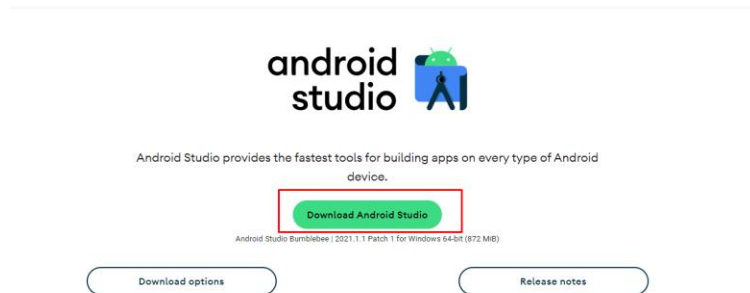 android
studio
Android Studio provides the fastest tools for building apps on every type of Android
device.
Download Android Studio
Android Studio Bumblebee | 2021.1.1 Patch 1 for Windows 64-bit (872 MiB)
Download options
Release notes